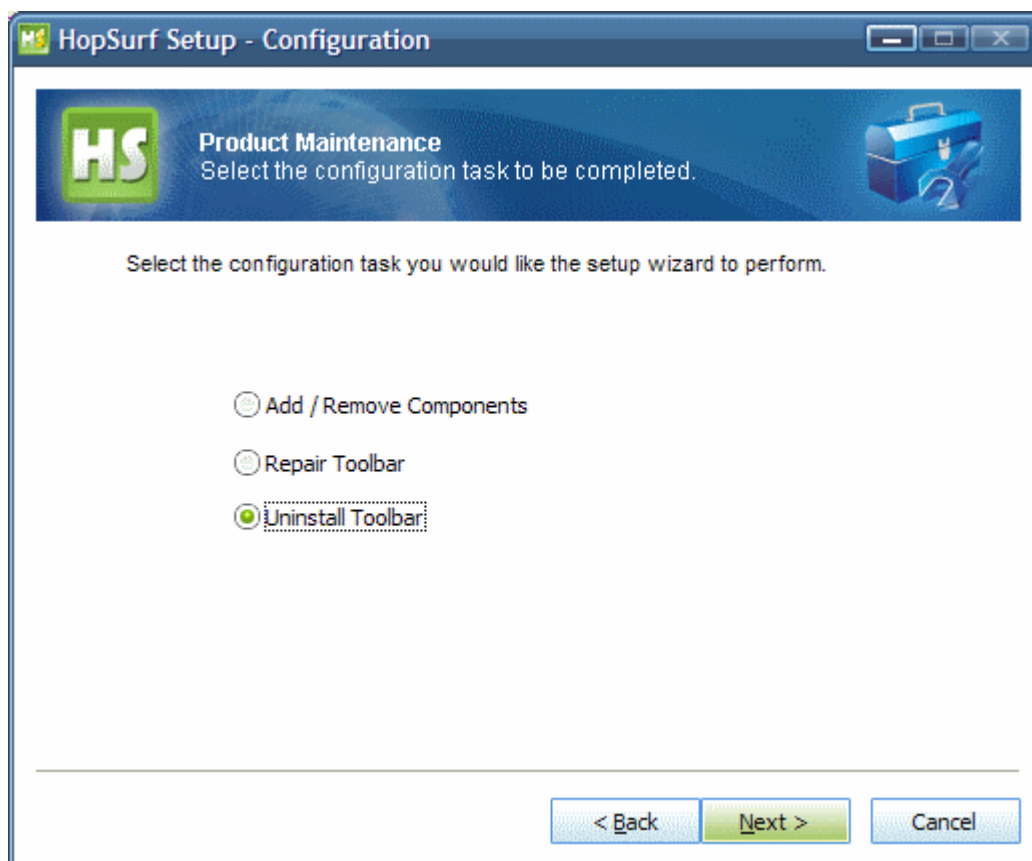 HS HopSurf Setup - Configuration
HS
Product Maintenance
Select the configuration task to be completed.
Select the configuration task you would like the setup wizard to perform.
Add / Remove Components
Repair Toolbar
Uninstall Toolbar
< Back
Next >
Cancel